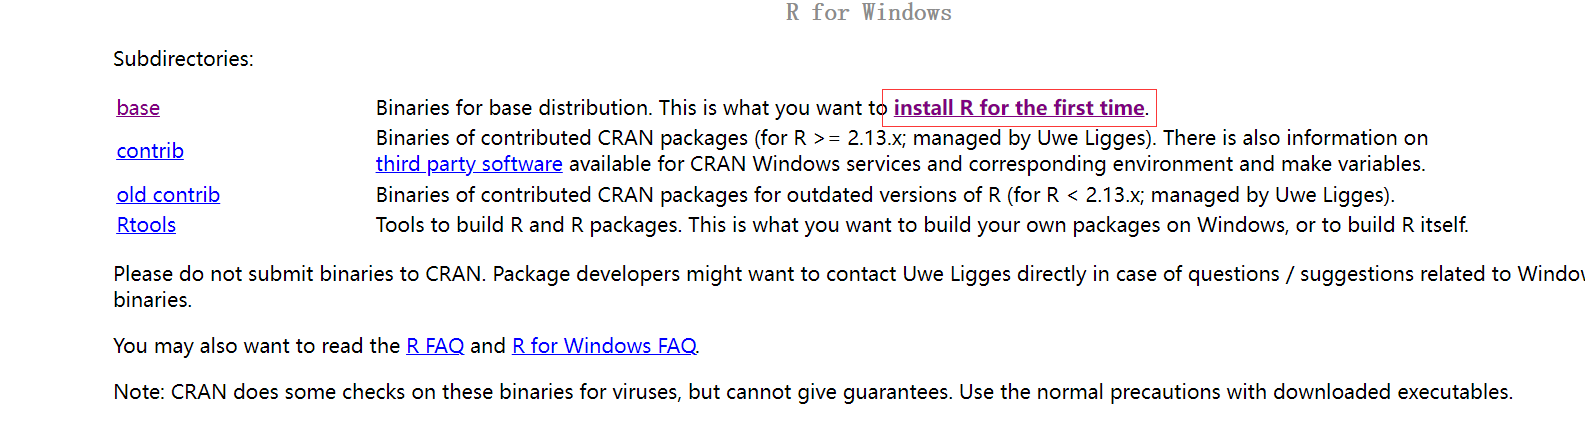 R for Windows
Subdirectories:
base Binaries for base distribution. This is what you want to install R for the first time.
contrib Binaries of contributed CRAN packages (for R >= 2.13.x; managed by Uwe Ligges). There is also information on
third party software available for CRAN Windows services and corresponding environment and make variables.
old contrib Binaries of contributed CRAN packages for outdated versions of R (for R < 2.13.x; managed by Uwe Ligges).
Rtools Tools to build R and R packages. This is what you want to build your own packages on Windows, or to build R itself.
Please do not submit binaries to CRAN. Package developers might want to contact Uwe Ligges directly in case of questions / suggestions related to Window
binaries.
You may also want to read the R FAQ and R for Windows FAQ.
Note: CRAN does some checks on these binaries for viruses, but cannot give guarantees. Use the normal precautions with downloaded executables.